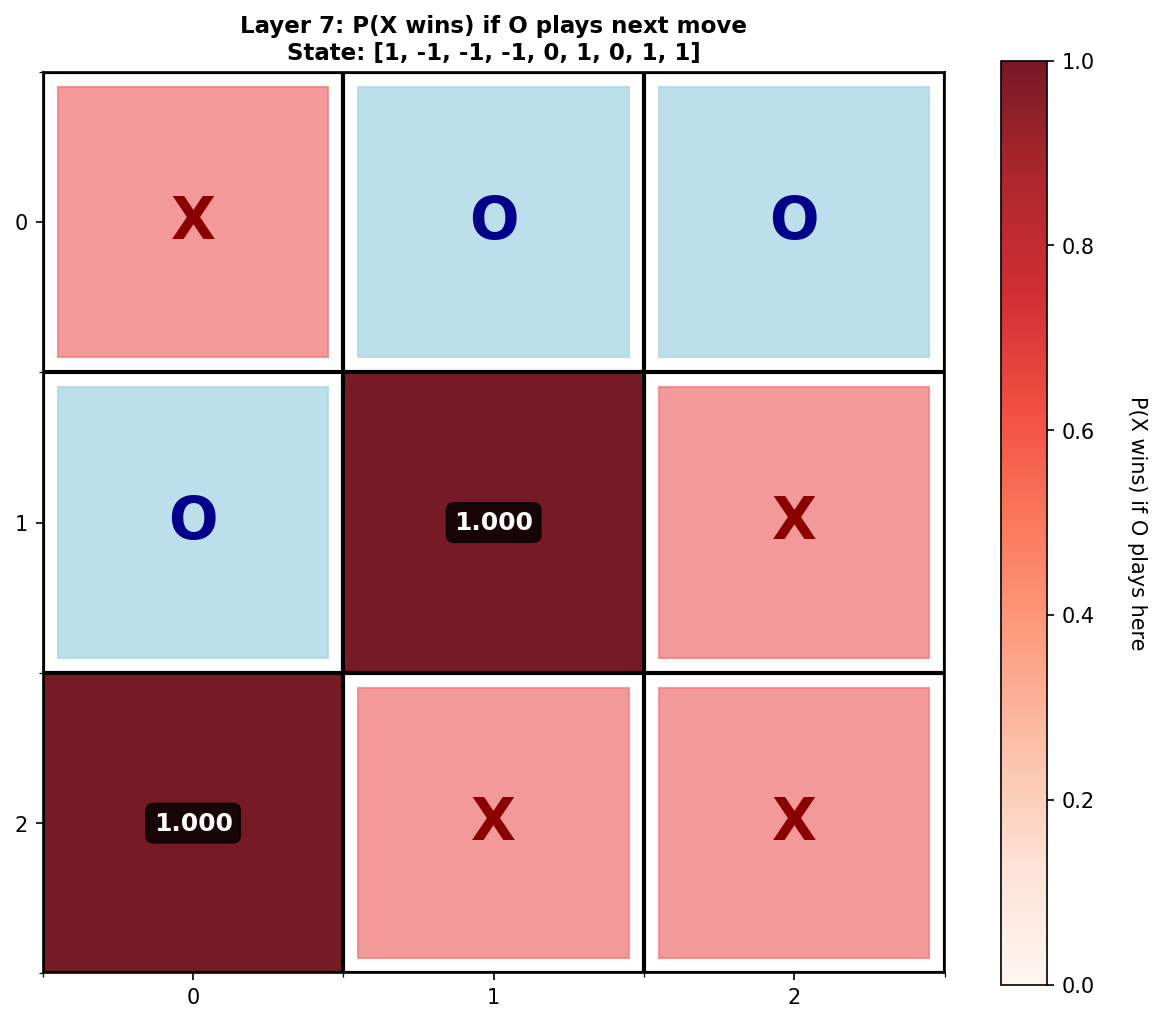 Layer 7: P(X wins) if O plays next move
State: [1, -1, -1, -1, 0, 1, 0, 1, 1]
0
X
O
O
1
O
1.000
X
2
1.000
X
X
0
1
2
1.0
0.8
0.6
0.4
0.2
0.0
P(X wins) if O plays here